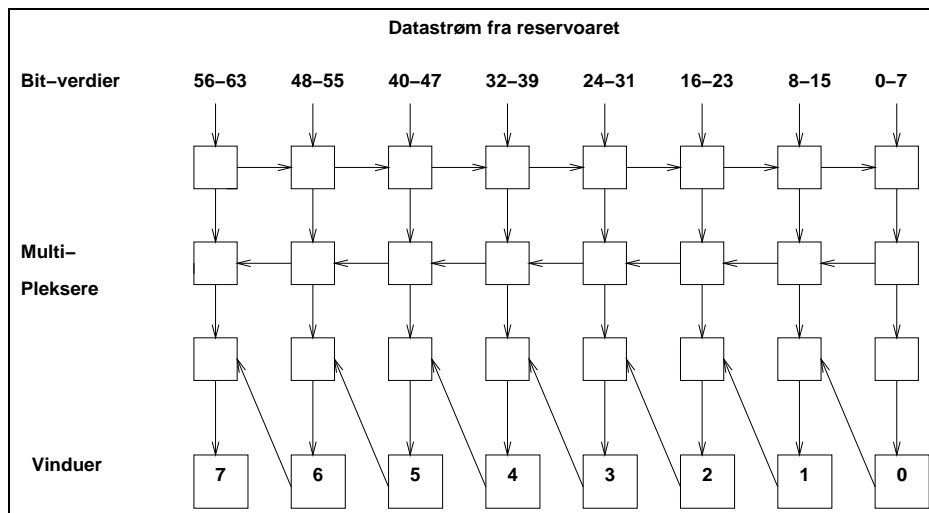 Datastrøm fra reservoaret
Bit–verdier 56–63 48–55 40–47 32–39 24–31 16–23 8–15 0–7
Multi–
Pleksere
Vinduer 7 6 5 4 3 2 1 0